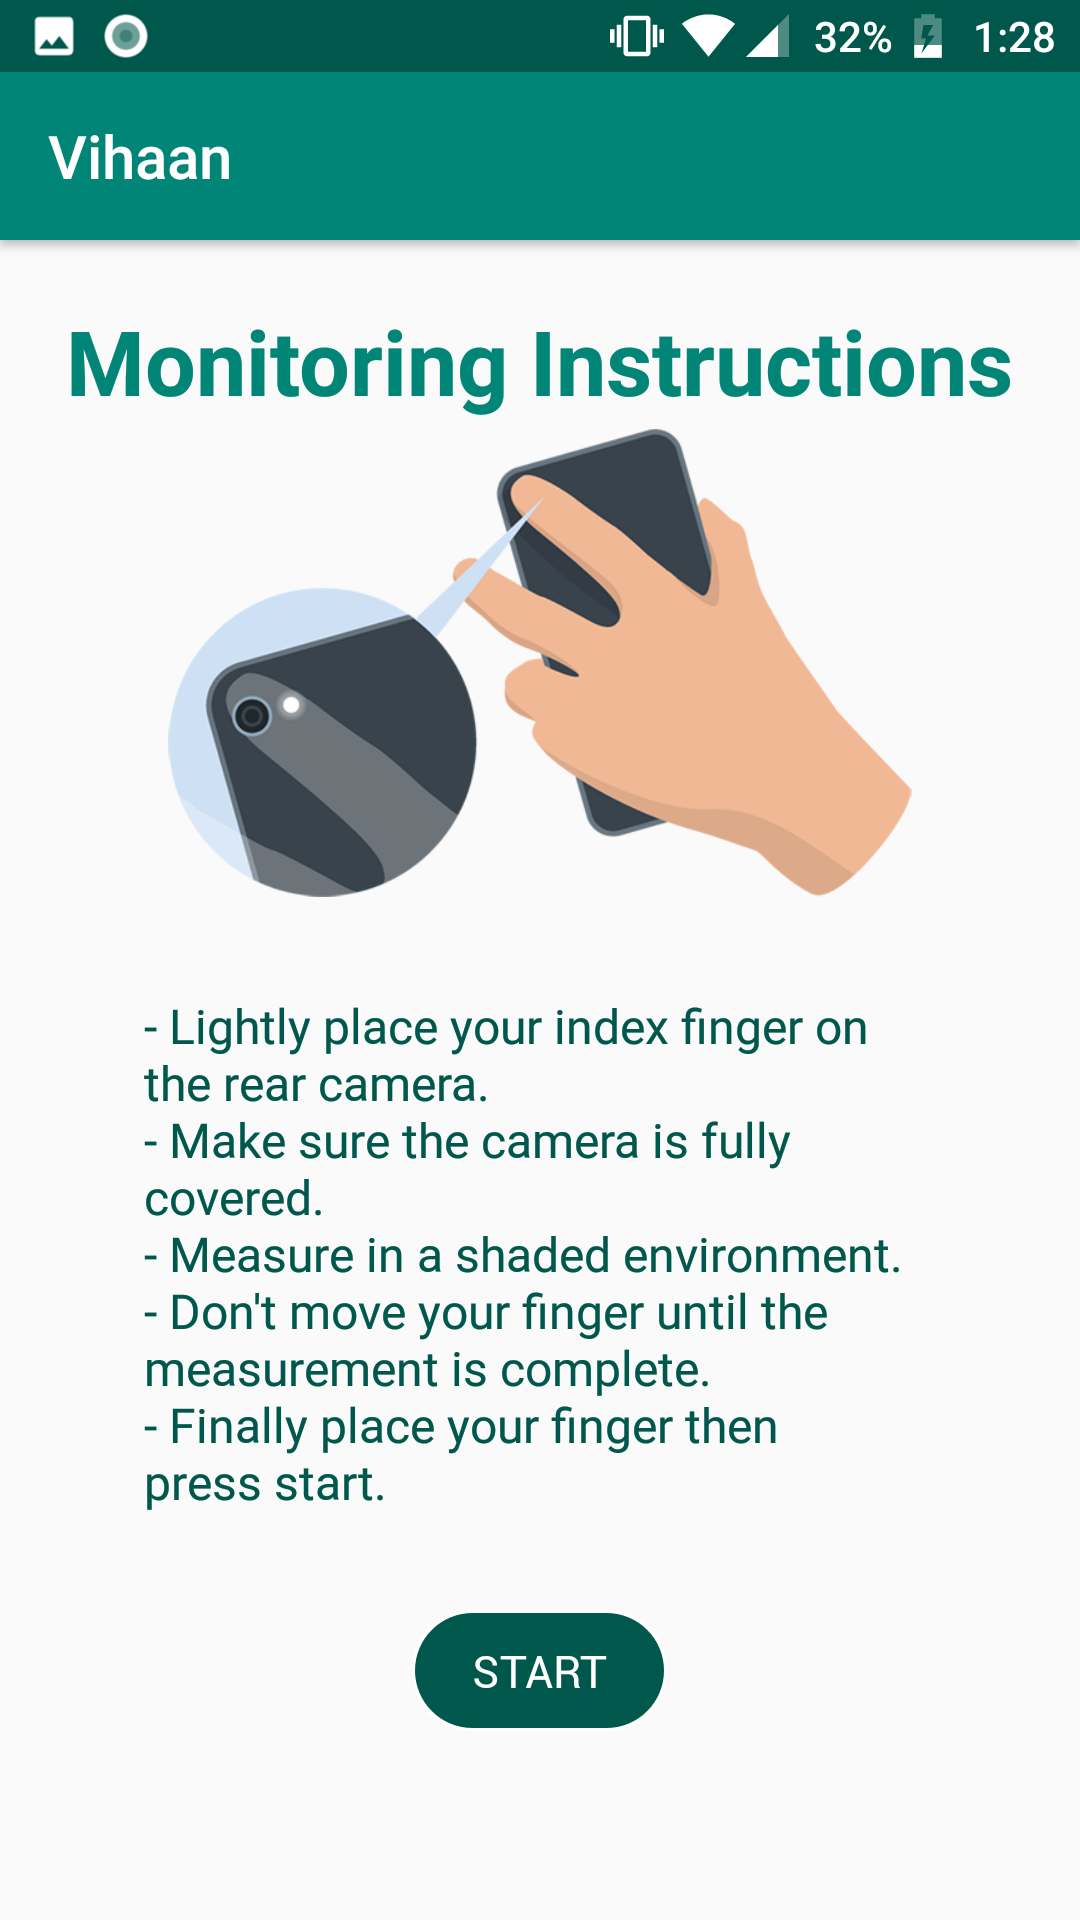 32% 1:28
Vihaan
Monitoring Instructions
- Lightly place your index finger on
the rear camera.
- Make sure the camera is fully
covered.
- Measure in a shaded environment.
- Don't move your finger until the
measurement is complete.
- Finally place your finger then
press start.
START